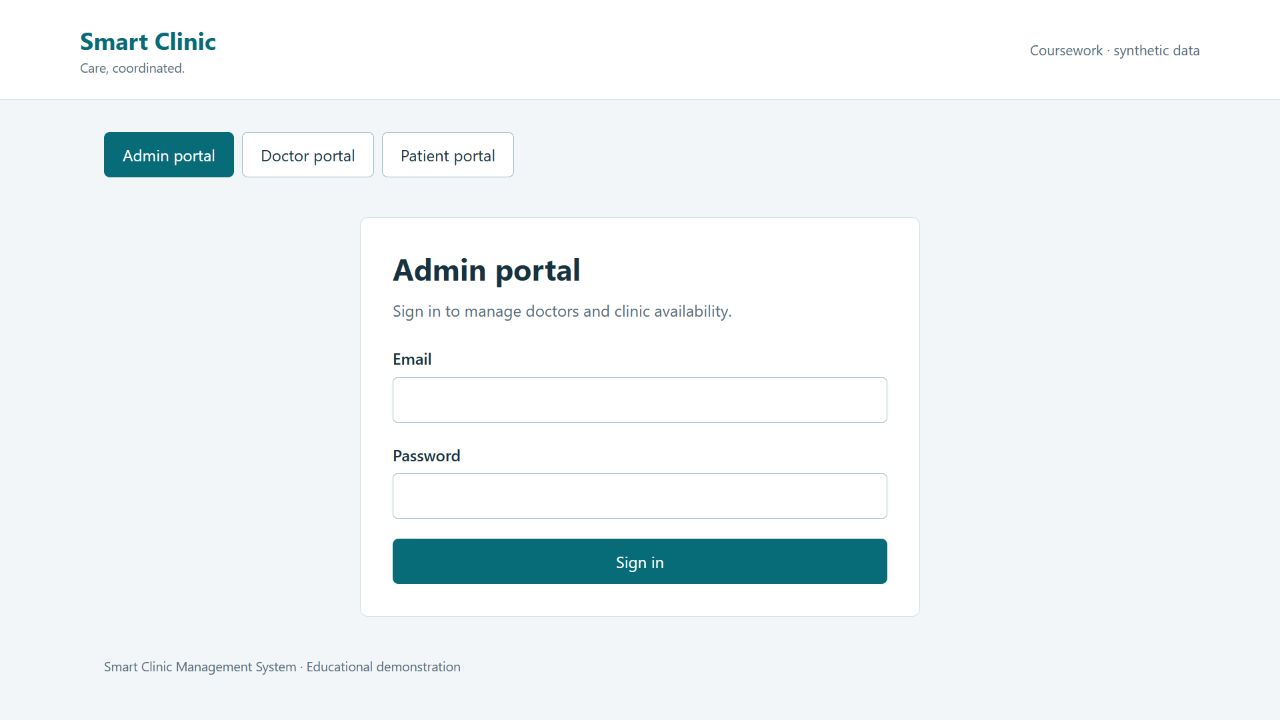 Smart Clinic
Care, coordinated.
Coursework · synthetic data
Admin portal
Doctor portal
Patient portal
Admin portal
Sign in to manage doctors and clinic availability.
Email
Password
Sign in
Smart Clinic Management System · Educational demonstration